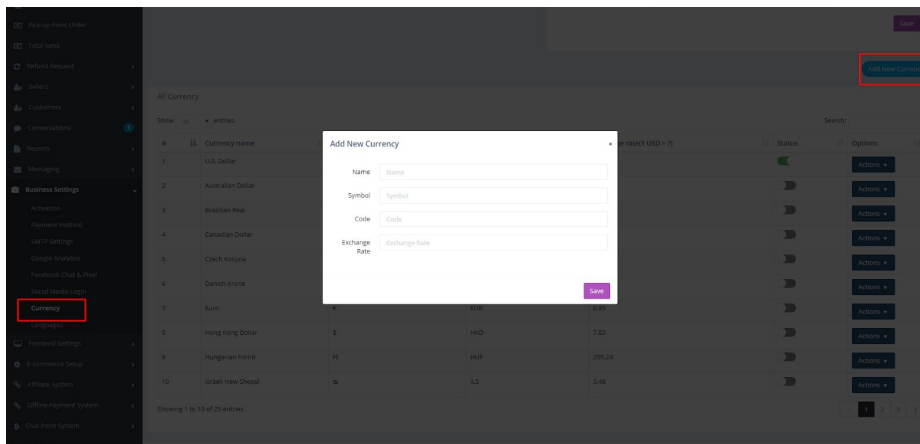 Pick-up Point Order
Total sales
Refund Request
Sellers
Customers
Conversations 1
Reports
Messaging
Business Settings
Activation
Payment method
SMTP Settings
Google Analytics
Facebook Chat & Pixel
Social Media Login
Currency
Languages
Frontend Settings
E-commerce Setup
Affiliate System
Offline Payment System
Club Point System
Save
Add New Currency
All Currency
Show entries
Search:
# Currency name rate(1 USD = ?) Status Options
1 U.S. Dollar Actions
2 Australian Dollar Actions
3 Brazilian Real Actions
4 Canadian Dollar Actions
5 Czech Koruna Actions
6 Danish Krone Actions
7 Euro € EUR 0.85 Actions
8 Hong Kong Dollar $ HKD 7.83 Actions
9 Hungarian Forint Ft HUF 255.24 Actions
10 Israeli New Sheqel ₪ ILS 3.48 Actions
Showing 1 to 10 of 23 entries
1 2 3
Add New Currency ×
Name Name
Symbol Symbol
Code Code
Exchange Rate Exchange Rate
Save